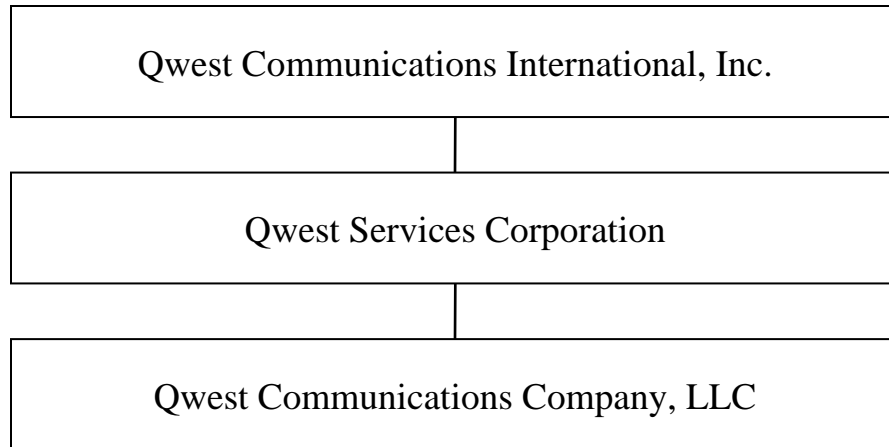 Qwest Communications International, Inc.
Qwest Services Corporation
Qwest Communications Company, LLC